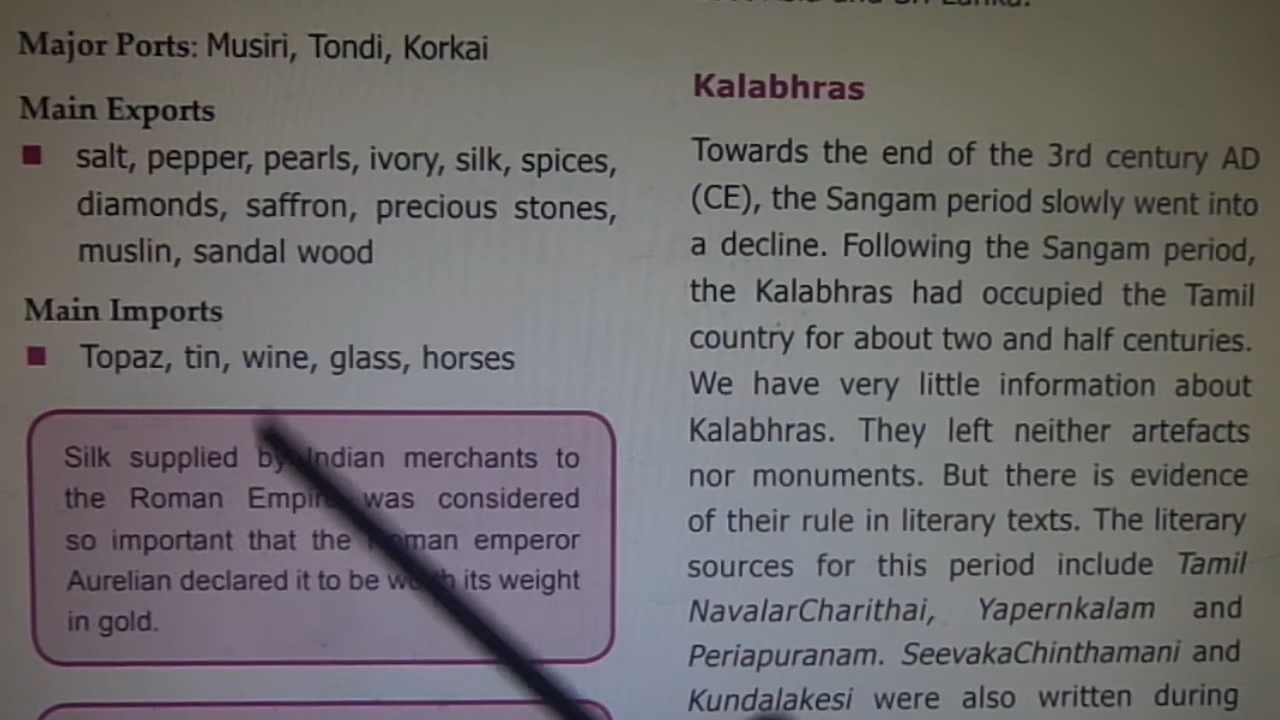 Major Ports: Musiri, Tondi, Korkai
Main Exports
salt, pepper, pearls, ivory, silk, spices,
diamonds, saffron, precious stones,
muslin, sandal wood
Main Imports
Topaz, tin, wine, glass, horses
Silk supplied by Indian merchants to
the Roman Empire was considered
so important that the Roman emperor
Aurelian declared it to be worth its weight
in gold.
Kalabhras
Towards the end of the 3rd century AD
(CE), the Sangam period slowly went into
a decline. Following the Sangam period,
the Kalabhras had occupied the Tamil
country for about two and half centuries.
We have very little information about
Kalabhras. They left neither artefacts
nor monuments. But there is evidence
of their rule in literary texts. The literary
sources for this period include Tamil
NavalarCharithai, Yapernkalam and
Periapuranam. SeevakaChinthamani and
Kundalakesi were also written during